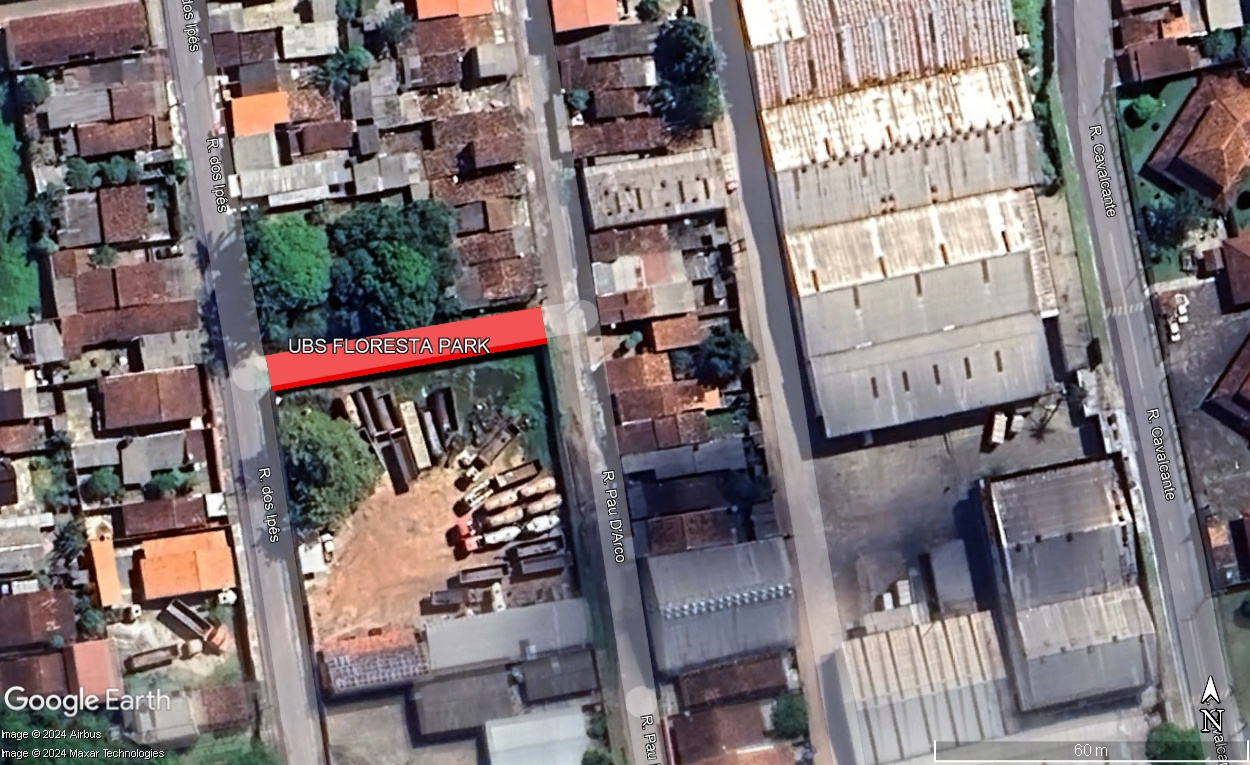 dos Ipês
R. dos Ipês
R. Cavalcante
UBS FLORESTA PARK
R. dos Ipês
R. Pau D'Arco
R. Cavalcante
Google Earth
R. Pau
N
Image © 2024 Airbus
Image © 2024 Maxar Technologies
60 m